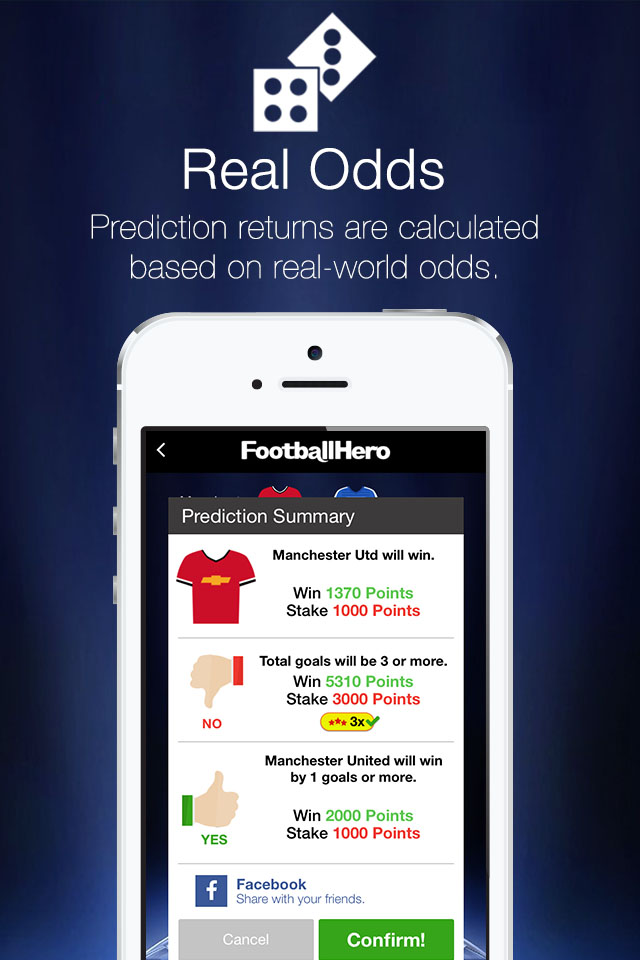 Real Odds
Prediction returns are calculated
based on real-world odds.
FootballHero
Prediction Summary
Manchester Utd will win.
Win 1370 Points
Stake 1000 Points
Total goals will be 3 or more.
Win 5310 Points
Stake 3000 Points
NO
3x
Manchester United will win
by 1 goals or more.
Win 2000 Points
Stake 1000 Points
YES
Facebook
Share with your friends.
Cancel
Confirm!